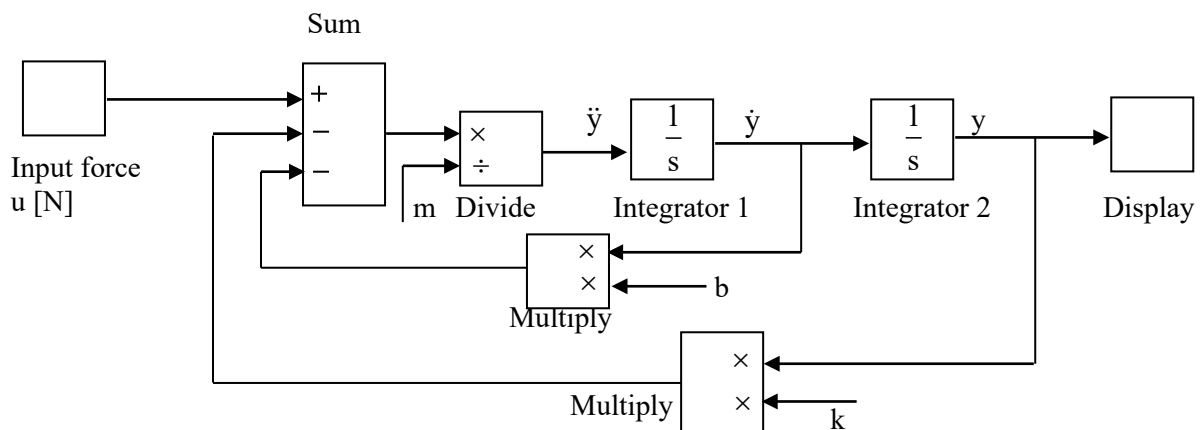 Sum
+
−
−
Input force
u [N]
×
÷
m
Divide
ÿ
1
s
Integrator 1
ẏ
1
s
Integrator 2
y
Display
×
×
b
Multiply
×
×
k
Multiply